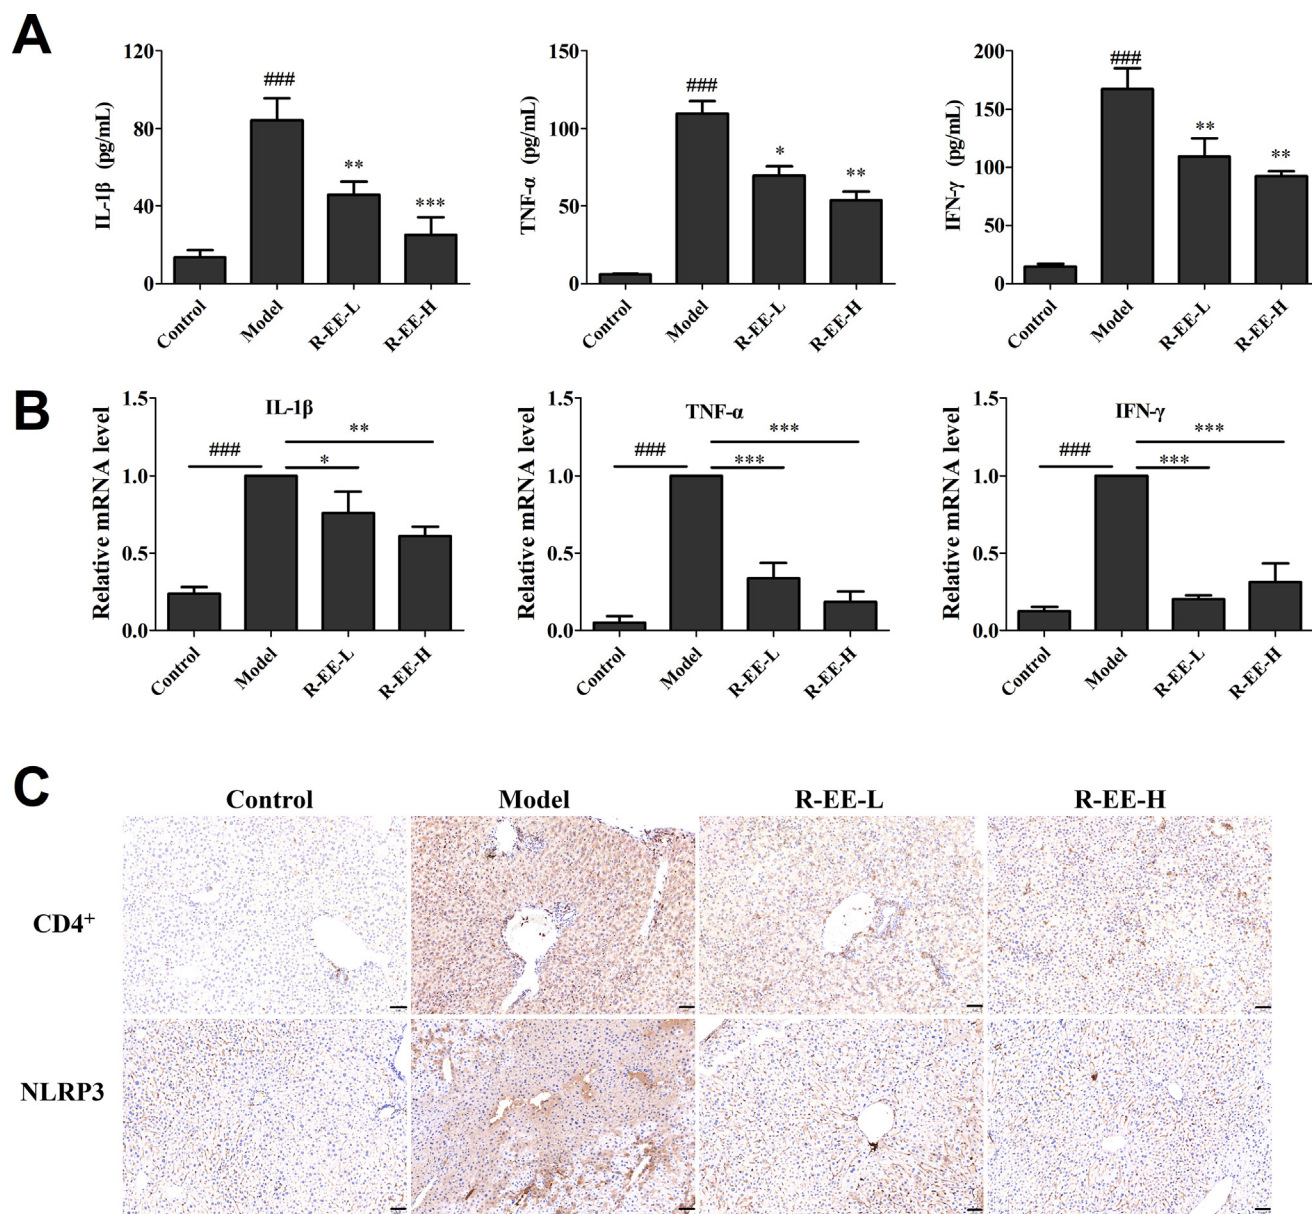 A
120
80
40
0
IL-1β (pg/mL)
###
**
***
Control
Model
R-EE-L
R-EE-H
150
100
50
0
TNF-α (pg/mL)
###
*
**
Control
Model
R-EE-L
R-EE-H
200
150
100
50
0
IFN-γ (pg/mL)
###
**
**
Control
Model
R-EE-L
R-EE-H
B
IL-1β
1.5
1.0
0.5
0.0
Relative mRNA level
###
**
*
Control
Model
R-EE-L
R-EE-H
TNF-α
1.5
1.0
0.5
0.0
Relative mRNA level
###
***
***
Control
Model
R-EE-L
R-EE-H
IFN-γ
1.5
1.0
0.5
0.0
Relative mRNA level
###
***
***
Control
Model
R-EE-L
R-EE-H
C
Control Model R-EE-L R-EE-H
CD4⁺
NLRP3